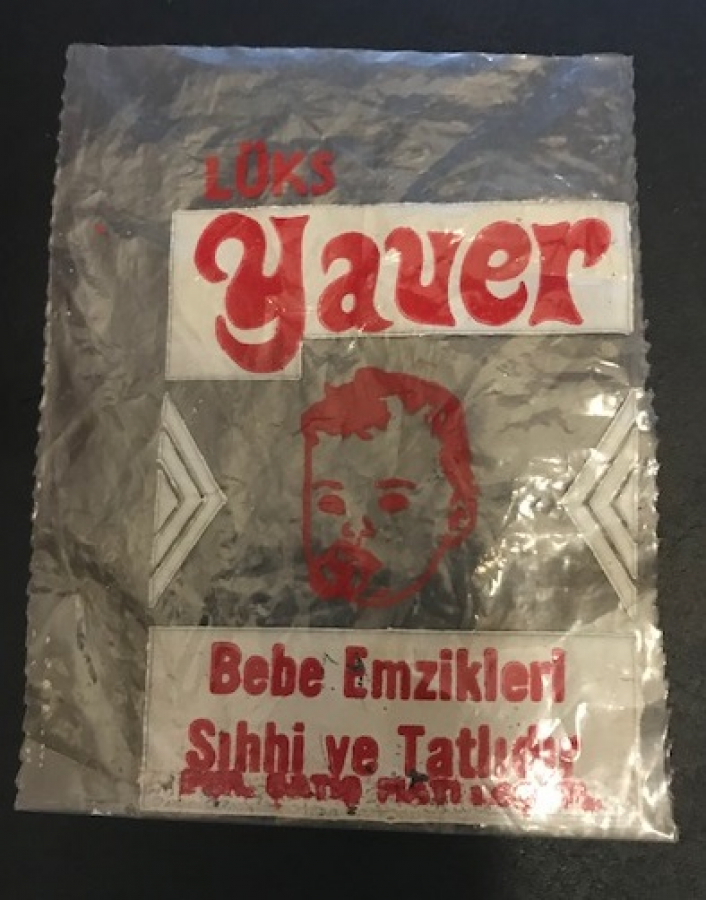 LÜKS
Yaver
Bebe Emzikleri
Sıhhi ve Tatlıdır